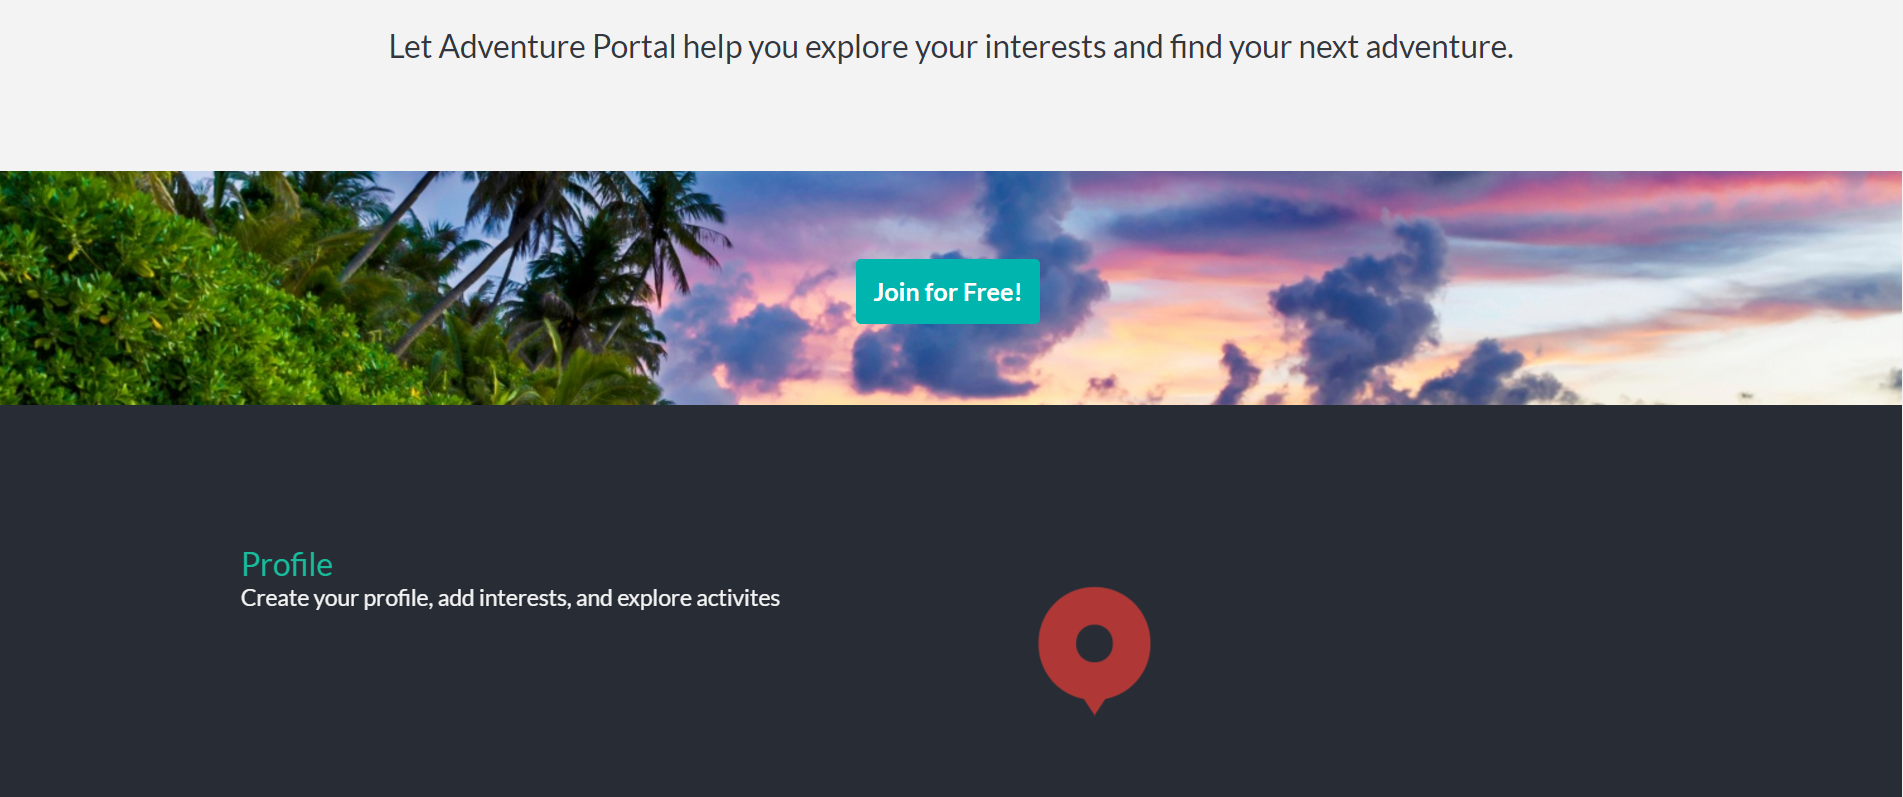 Let Adventure Portal help you explore your interests and find your next adventure.
Join for Free!
Profile
Create your profile, add interests, and explore activites